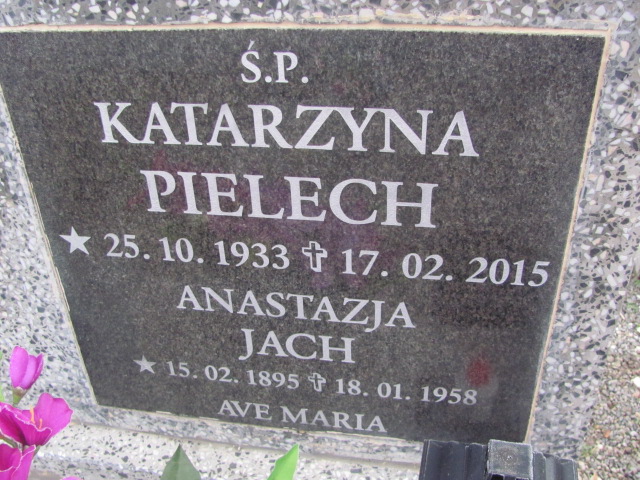 Ś.P.
KATARZYNA
PIELECH
★ 25. 10. 1933 ✝ 17. 02. 2015
ANASTAZJA
JACH
★ 15. 02. 1895 ✝ 18. 01. 1958
AVE MARIA